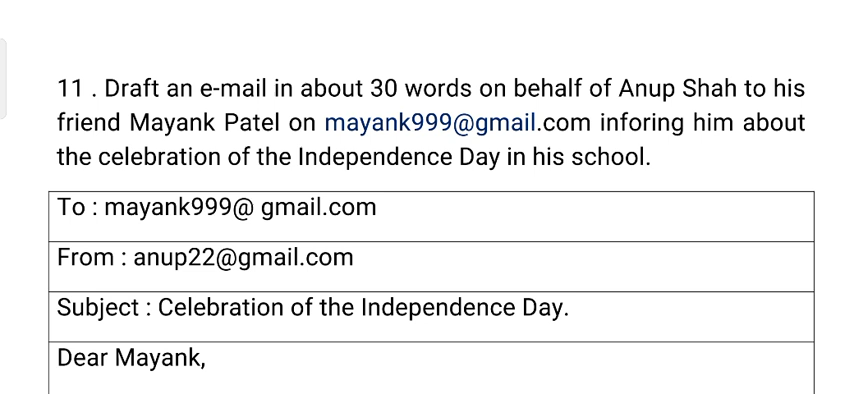 11 . Draft an e-mail in about 30 words on behalf of Anup Shah to his
friend Mayank Patel on mayank999@gmail.com inforing him about
the celebration of the Independence Day in his school.
To : mayank999@ gmail.com
From : anup22@gmail.com
Subject : Celebration of the Independence Day.
Dear Mayank,